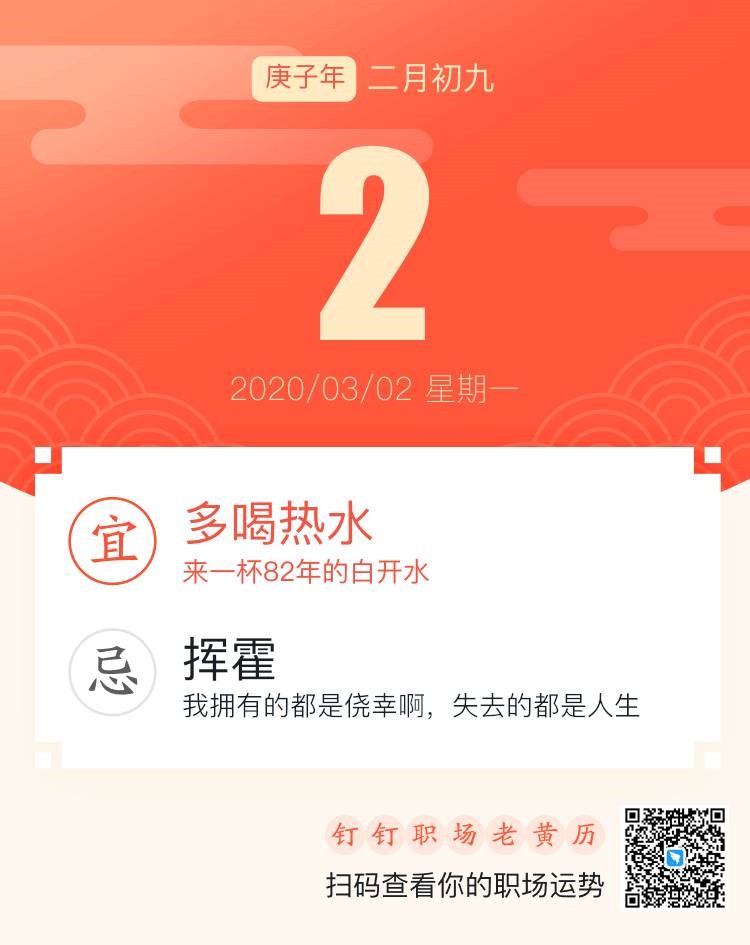 庚子年 二月初九
2
2020/03/02 星期一
宜 多喝热水
来一杯82年的白开水
忌 挥霍
我拥有的都是侥幸啊，失去的都是人生
钉钉职场老黄历
扫码查看你的职场运势